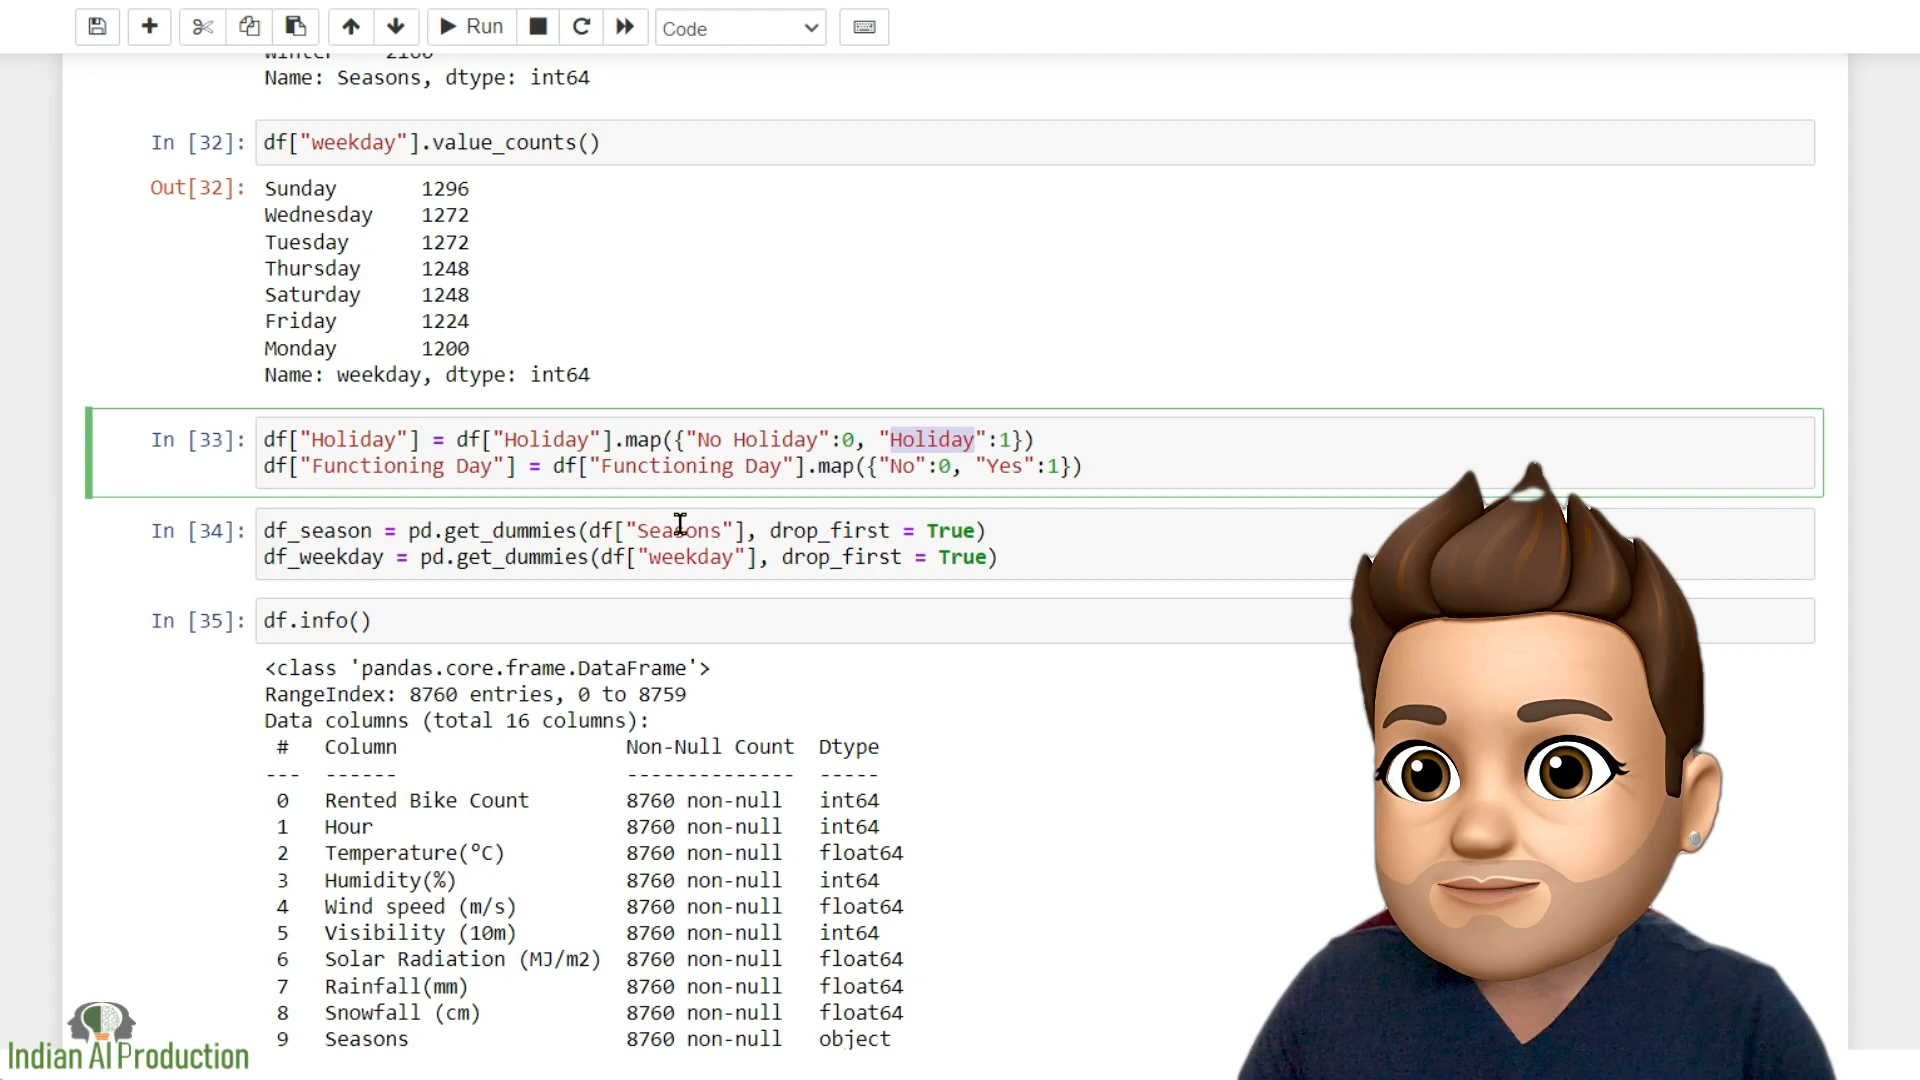 Run
Code
Winter 2160
Name: Seasons, dtype: int64
In [32]: df["weekday"].value_counts()
Out[32]: Sunday 1296
Wednesday 1272
Tuesday 1272
Thursday 1248
Saturday 1248
Friday 1224
Monday 1200
Name: weekday, dtype: int64
In [33]: df["Holiday"] = df["Holiday"].map({"No Holiday":0, "Holiday":1})
df["Functioning Day"] = df["Functioning Day"].map({"No":0, "Yes":1})
In [34]: df_season = pd.get_dummies(df["Seasons"], drop_first = True)
df_weekday = pd.get_dummies(df["weekday"], drop_first = True)
In [35]: df.info()
<class 'pandas.core.frame.DataFrame'>
RangeIndex: 8760 entries, 0 to 8759
Data columns (total 16 columns):
# Column Non-Null Count Dtype
--- ------ -------------- -----
0 Rented Bike Count 8760 non-null int64
1 Hour 8760 non-null int64
2 Temperature(°C) 8760 non-null float64
3 Humidity(%) 8760 non-null int64
4 Wind speed (m/s) 8760 non-null float64
5 Visibility (10m) 8760 non-null int64
6 Solar Radiation (MJ/m2) 8760 non-null float64
7 Rainfall(mm) 8760 non-null float64
8 Snowfall (cm) 8760 non-null float64
9 Seasons 8760 non-null object
Indian AI Production